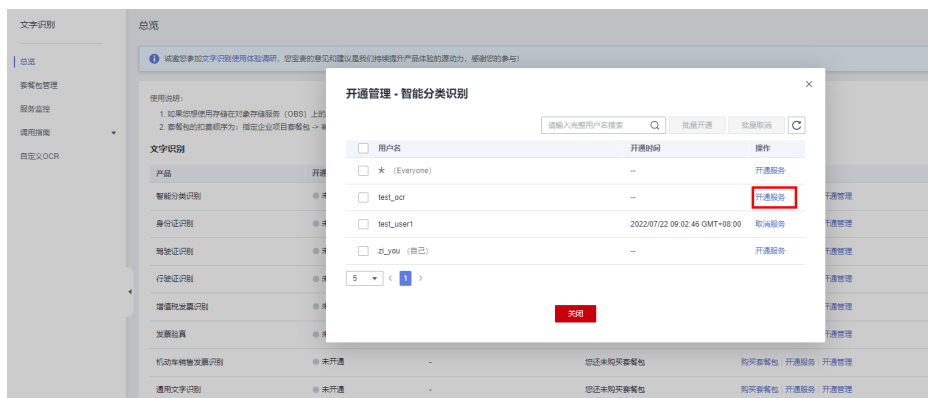 文字识别
总览
总览
套餐包管理
服务监控
调用指南
自定义OCR
诚邀您参加文字识别使用体验调研，您宝贵的意见和建议是我们持续提升产品体验的源动力，感谢您的参与！
使用说明：
1. 如果您想使用存储在对象存储服务（OBS）上的
2. 套餐包的扣费顺序为：指定企业项目套餐包 ->
文字识别
产品
智能分类识别
开通管理
身份证识别
开通管理
驾驶证识别
开通管理
行驶证识别
开通管理
增值税发票识别
开通管理
发票验真
开通管理
机动车销售发票识别 未开通 - 您还未购买套餐包 购买套餐包 开通服务 开通管理
通用文字识别 未开通 - 您还未购买套餐包 购买套餐包 开通服务 开通管理
开通管理 - 智能分类识别
请输入完整用户名搜索 批量开通 批量取消
用户名 开通时间 操作
* (Everyone) -- 开通服务
test_ocr -- 开通服务
test_user1 2022/07/22 09:02:46 GMT+08:00 取消服务
zi_you （自己） -- 开通服务
5 < 1 >
关闭